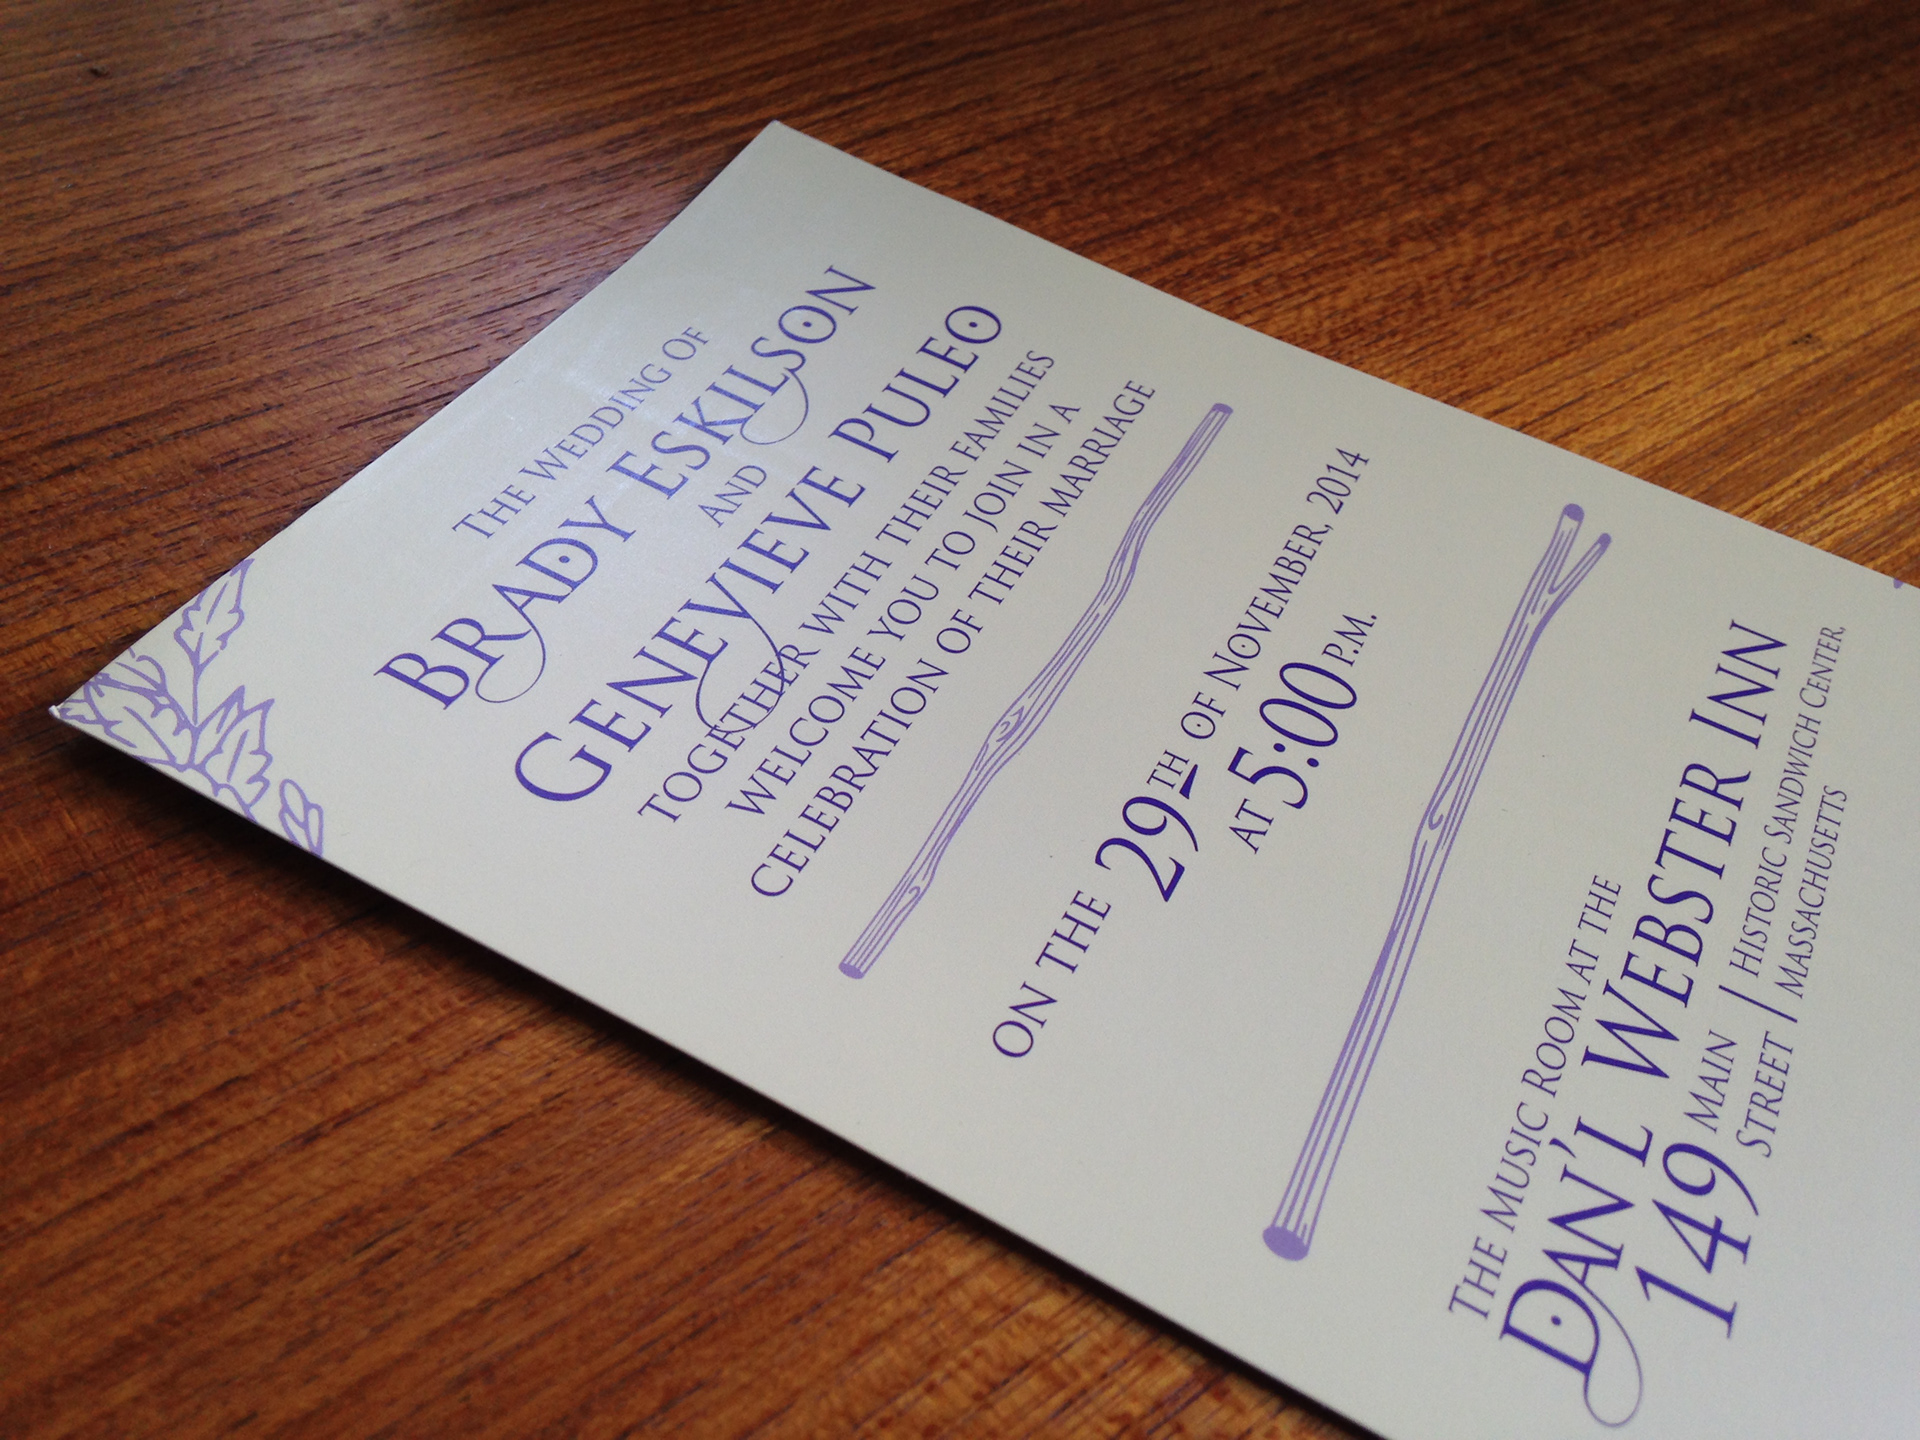 The Wedding Of
Brady Eskilson
and
Genevieve Puleo
together with their families
welcome you to join in a
celebration of their marriage
On the 29th of November, 2014
at 5:00 p.m.
The Music Room at the
Dan'l Webster Inn
149 Main Street | Historic Sandwich Center, Massachusetts